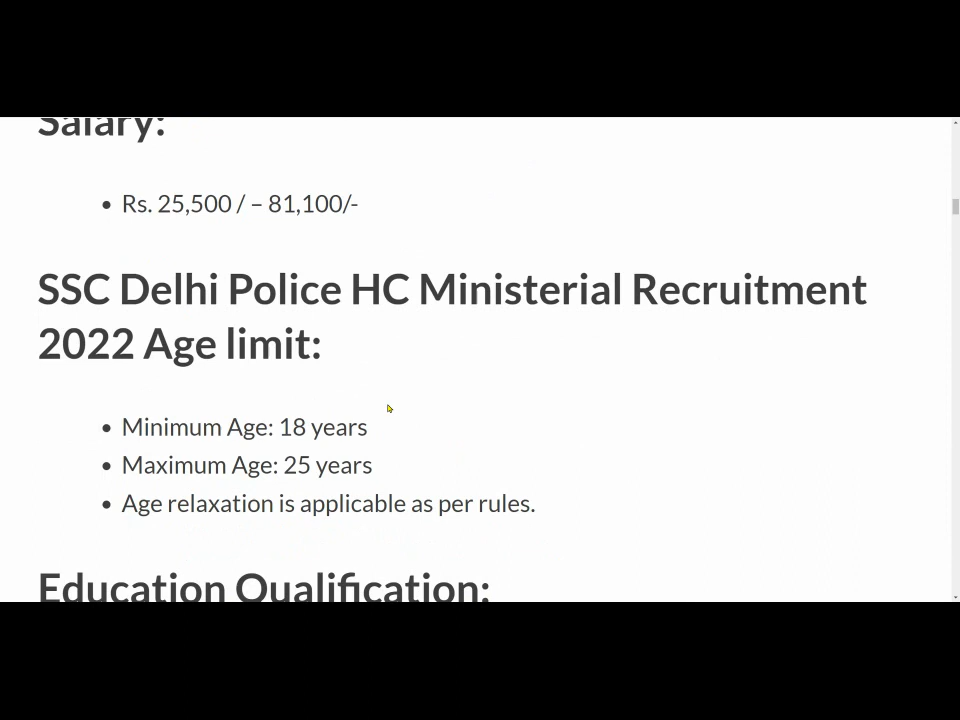 Salary:
Rs. 25,500 / – 81,100/-
SSC Delhi Police HC Ministerial Recruitment
2022 Age limit:
Minimum Age: 18 years
Maximum Age: 25 years
Age relaxation is applicable as per rules.
Education Qualification: